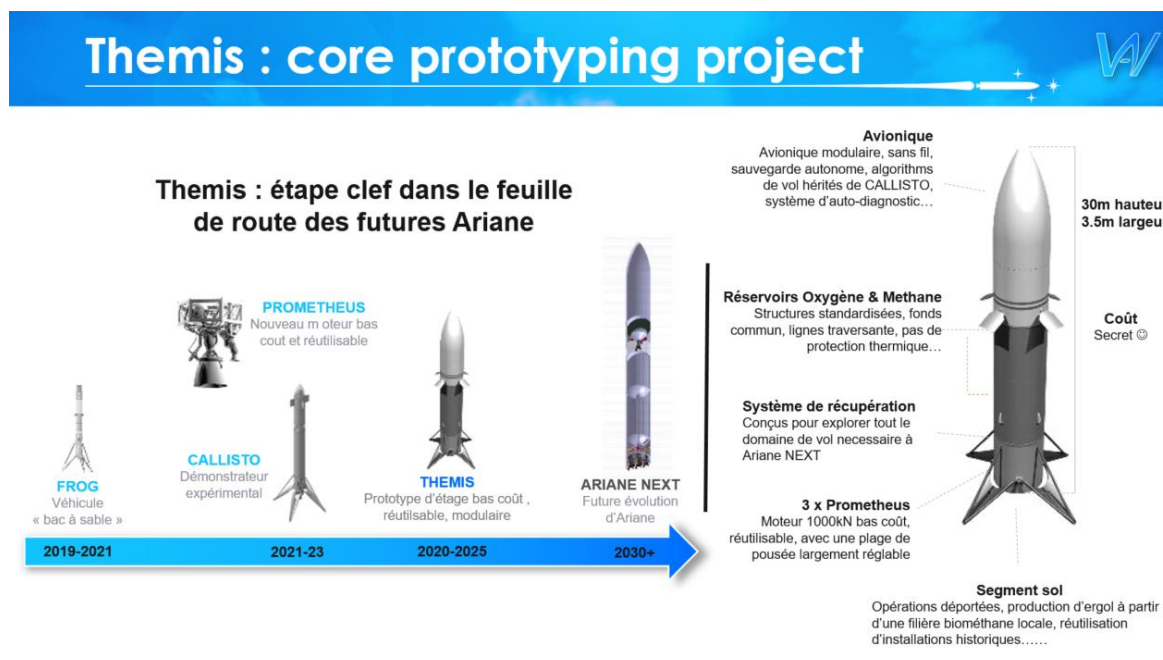 Themis : core prototyping project
Themis : étape clef dans le feuille
de route des futures Ariane
PROMETHEUS
Nouveau m oteur bas
cout et réutilisable
FROG
Véhicule
« bac à sable »
CALLISTO
Démonstrateur
expérimental
THEMIS
Prototype d'étage bas coût ,
réutilsable, modulaire
ARIANE NEXT
Future évolution
d'Ariane
2019-2021
2021-23
2020-2025
2030+
Avionique
Avionique modulaire, sans fil,
sauvegarde autonome, algorithms
de vol hérités de CALLISTO,
système d'auto-diagnostic…
30m hauteu
3.5m largeu
Réservoirs Oxygène & Methane
Structures standardisées, fonds
commun, lignes traversante, pas de
protection thermique…
Coût
Secret ☺
Système de récupération
Conçus pour explorer tout le
domaine de vol necessaire à
Ariane NEXT
3 x Prometheus
Moteur 1000kN bas coût,
réutilisable, avec une plage de
pousée largement réglable
Segment sol
Opérations déportées, production d'ergol à partir
d'une filière biométhane locale, réutilisation
d'installations historiques……